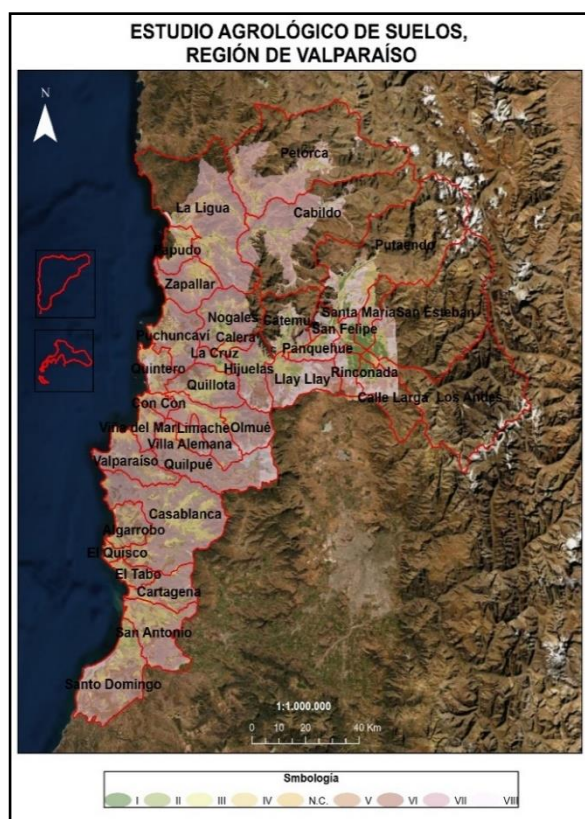 ESTUDIO AGROLÓGICO DE SUELOS,
REGIÓN DE VALPARAÍSO
N
Petorca
La Ligua
Cabildo
Papudo
Putaendo
Zapallar
Santa María San Esteban
Nogales
Catemu
San Felipe
Puchuncaví
Calera
Panquehue
La Cruz
Quintero
Hijuelas
Rinconada
Quillota
Llay Llay
Calle Larga
Los Andes
Con Con
Viña del Mar
Limache
Olmué
Villa Alemana
Valparaíso
Quilpué
Casablanca
Algarrobo
El Quisco
El Tabo
Cartagena
San Antonio
Santo Domingo
1:1.000.000
0 10 20 40 Km
Smbología
I II III IV N.C. V VI VII VIII